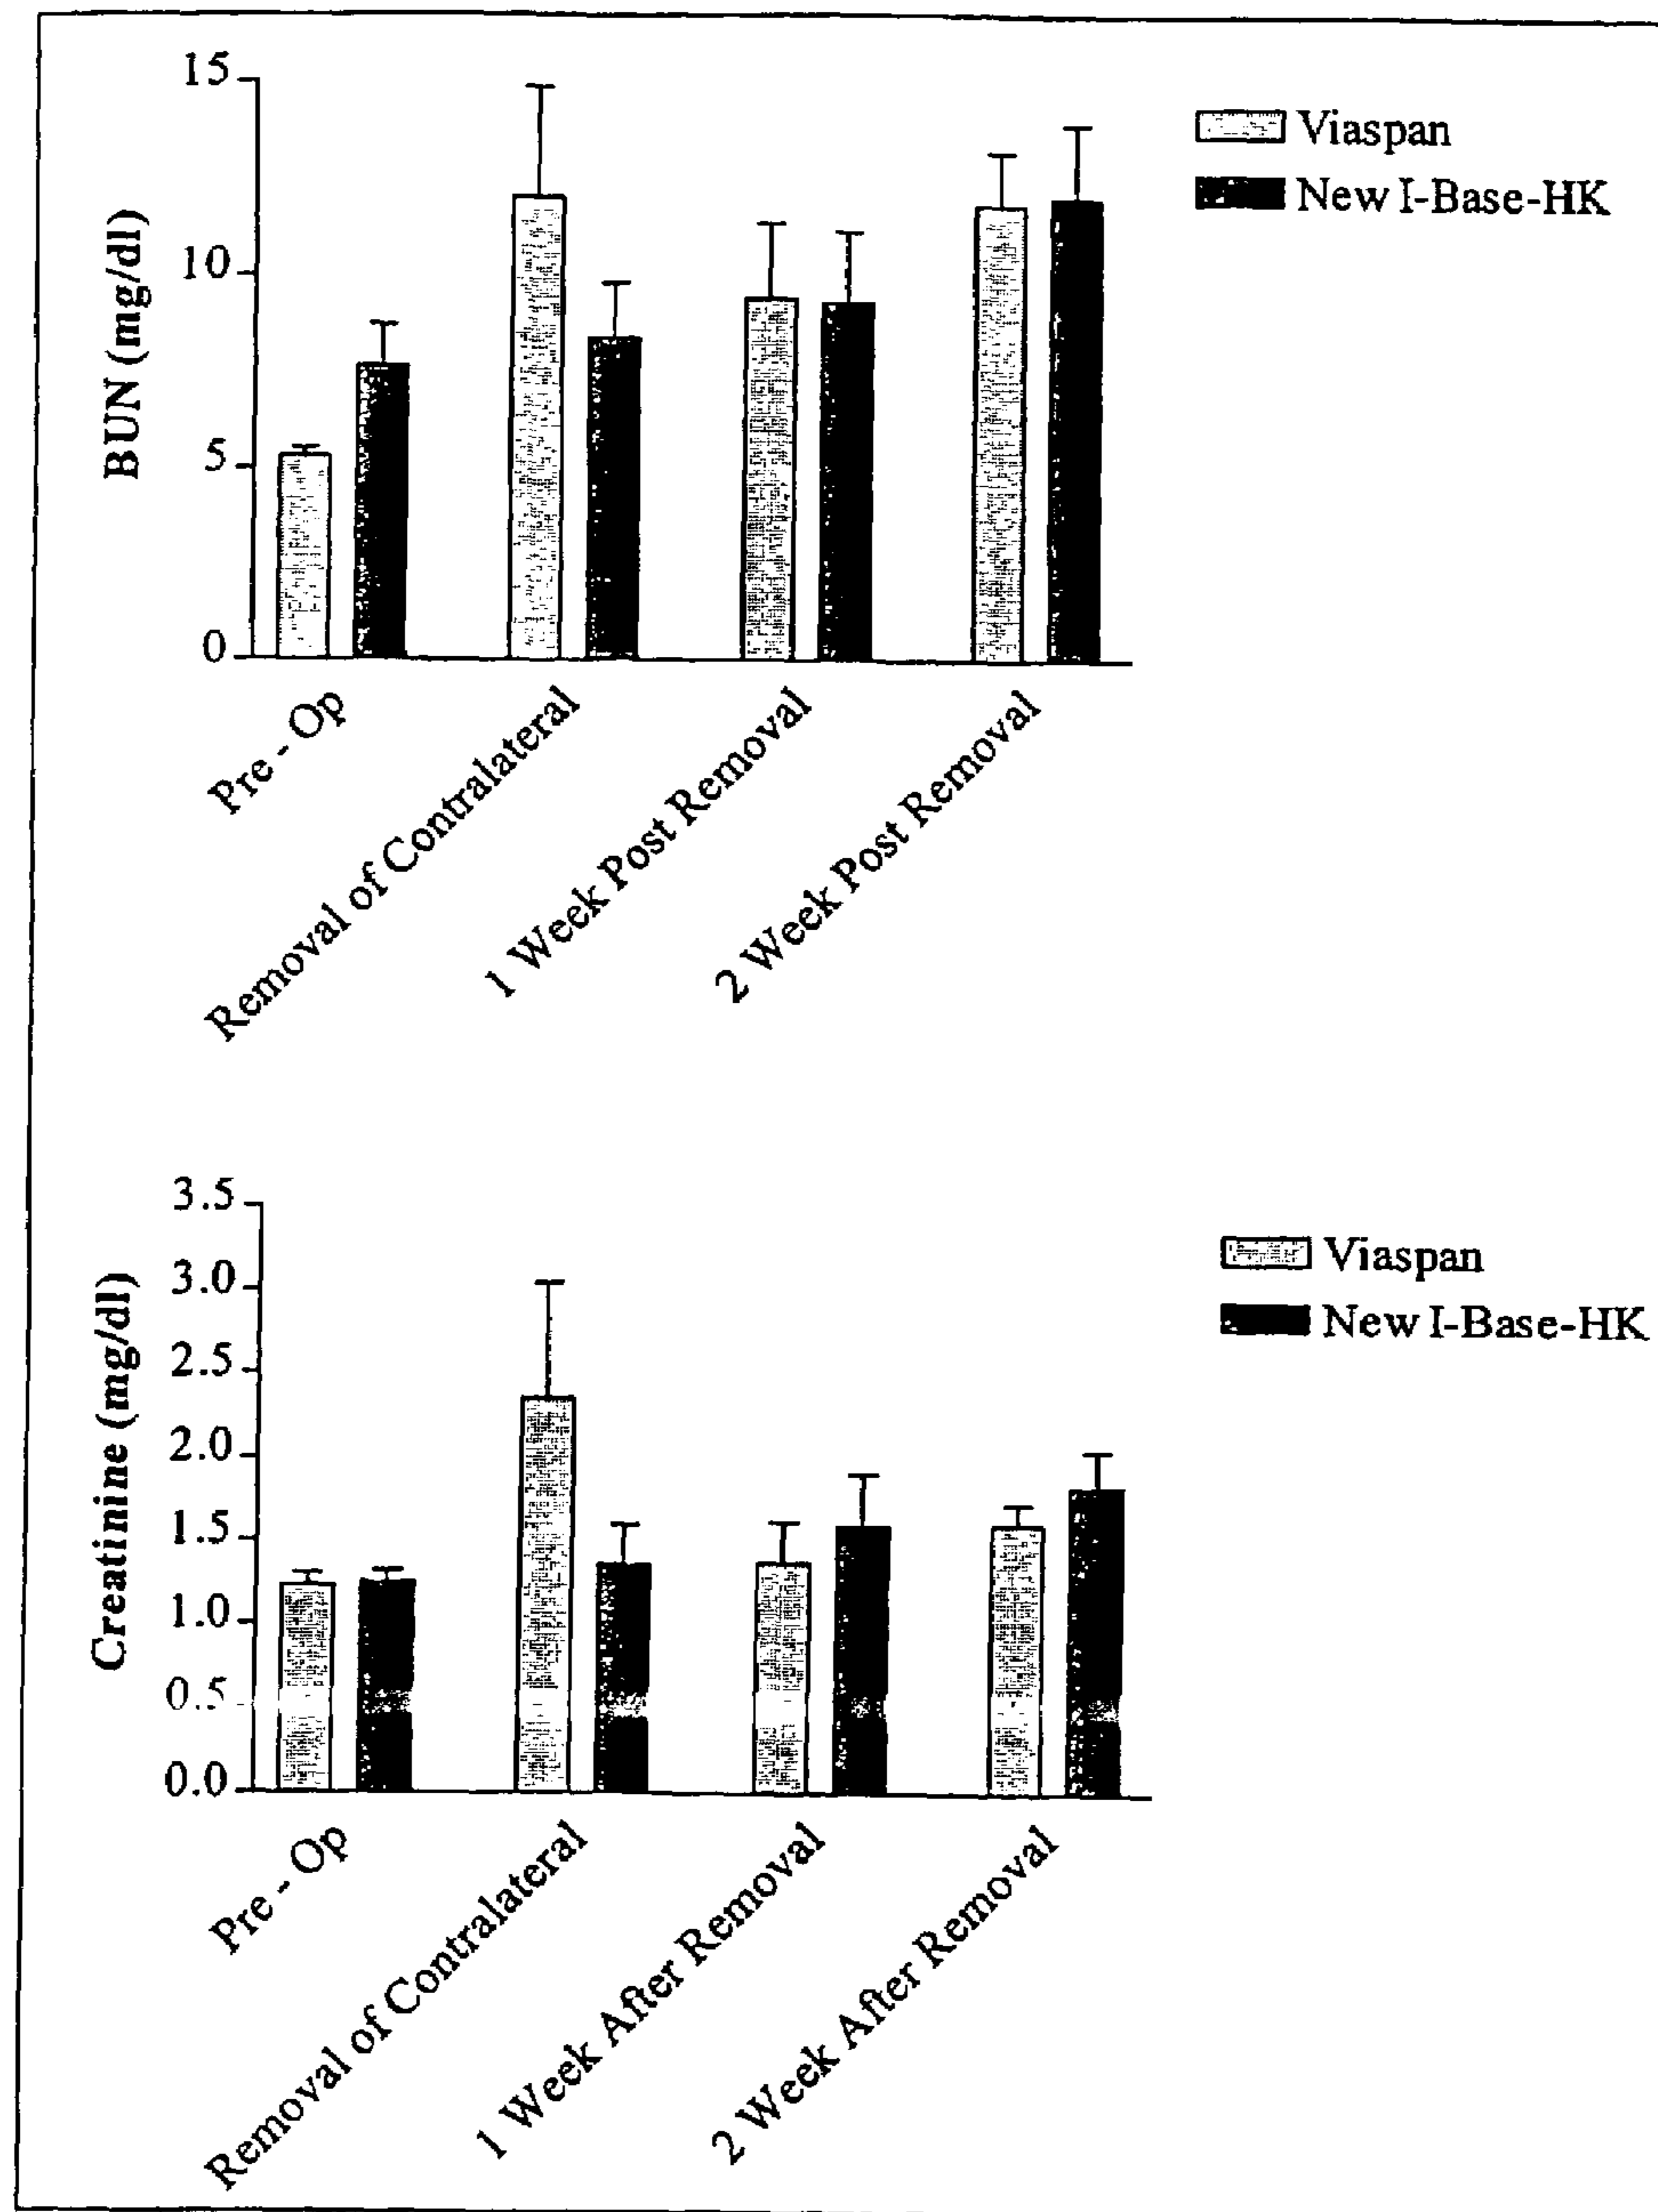 15
10
5
0
BUN (mg/dl)
Viaspan
New I-Base-HK
Pre - Op
Removal of Contralateral
1 Week Post Removal
2 Week Post Removal
3.5
3.0
2.5
2.0
1.5
1.0
0.5
0.0
Creatinine (mg/dl)
Viaspan
New I-Base-HK
Pre - Op
Removal of Contralateral
1 Week After Removal
2 Week After Removal